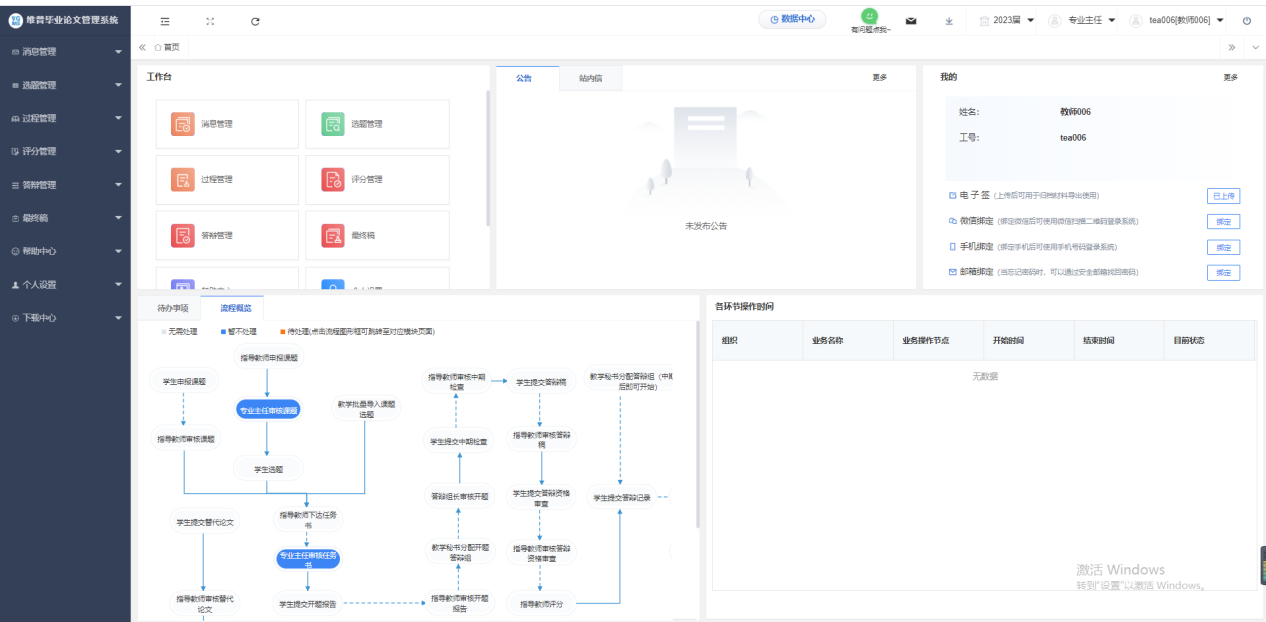 维普毕业论文管理系统
数据中心
有问题点我~
2023届
专业主任
tea006[教师006]
首页
消息管理
选题管理
过程管理
评分管理
答辩管理
最终稿
帮助中心
个人设置
下载中心
工作台
消息管理
选题管理
过程管理
评分管理
答辩管理
最终稿
公告
站内信
更多
未发布公告
我的
更多
姓名：
教师006
工号：
tea006
电 子 签 (上传后可用于归档材料导出使用)
已上传
微信绑定 (绑定微信后可使用微信扫描二维码登录系统)
绑定
手机绑定 (绑定手机后可使用手机号码登录系统)
绑定
邮箱绑定 (当忘记密码时，可以通过安全邮箱找回密码)
绑定
待办事项
流程概览
无需处理
暂不处理
待处理(点击流程图形框可跳转至对应模块页面)
指导教师申报课题
学生申报课题
专业主任审核课题
教学批量导入课题
选题
指导教师审核课题
学生选题
学生提交替代论文
指导教师下达任务
书
专业主任审核任务
书
指导教师审核替代
论文
学生提交开题报告
指导教师审核中期
检查
学生提交中期检查
答辩组长审核开题
教学秘书分配开题
答辩组
指导教师审核开题
报告
学生提交答辩稿
指导教师审核答辩
稿
学生提交答辩资格
审查
指导教师审核答辩
资格审查
指导教师评分
教学秘书分配答辩组（中期
后即可开始）
学生提交答辩记录
各环节操作时间
组织
业务名称
业务操作节点
开始时间
结束时间
目前状态
无数据
激活 Windows
转到"设置"以激活 Windows。